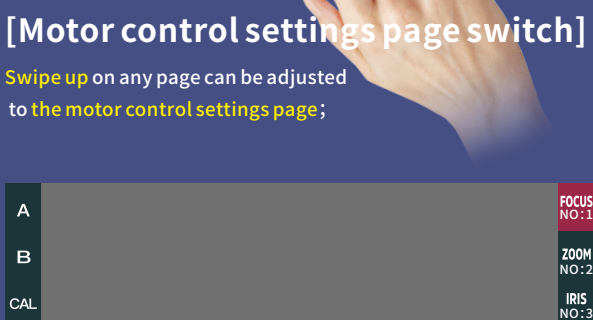 [Motor control settings page switch]
Swipe up on any page can be adjusted
to the motor control settings page;
A
FOCUS
NO:1
B
ZOOM
NO:2
CAL
IRIS
NO:3